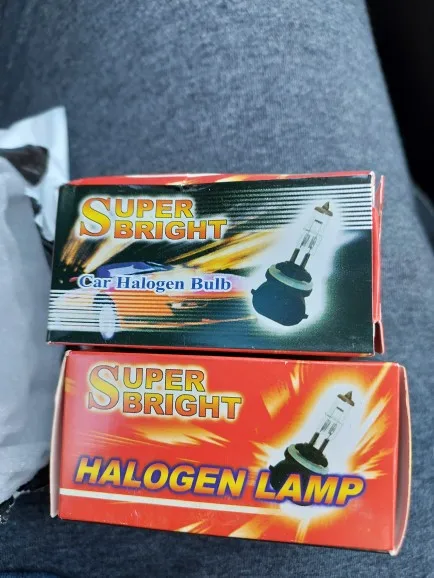 SUPER
BRIGHT
Car Halogen Bulb
SUPER
BRIGHT
HALOGEN LAMP